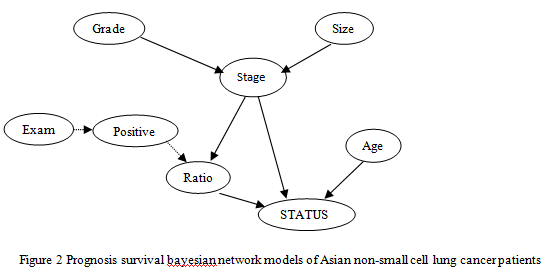 Grade
Size
Stage
Exam
Positive
Age
Ratio
STATUS
Figure 2 Prognosis survival bayesian network models of Asian non-small cell lung cancer patients